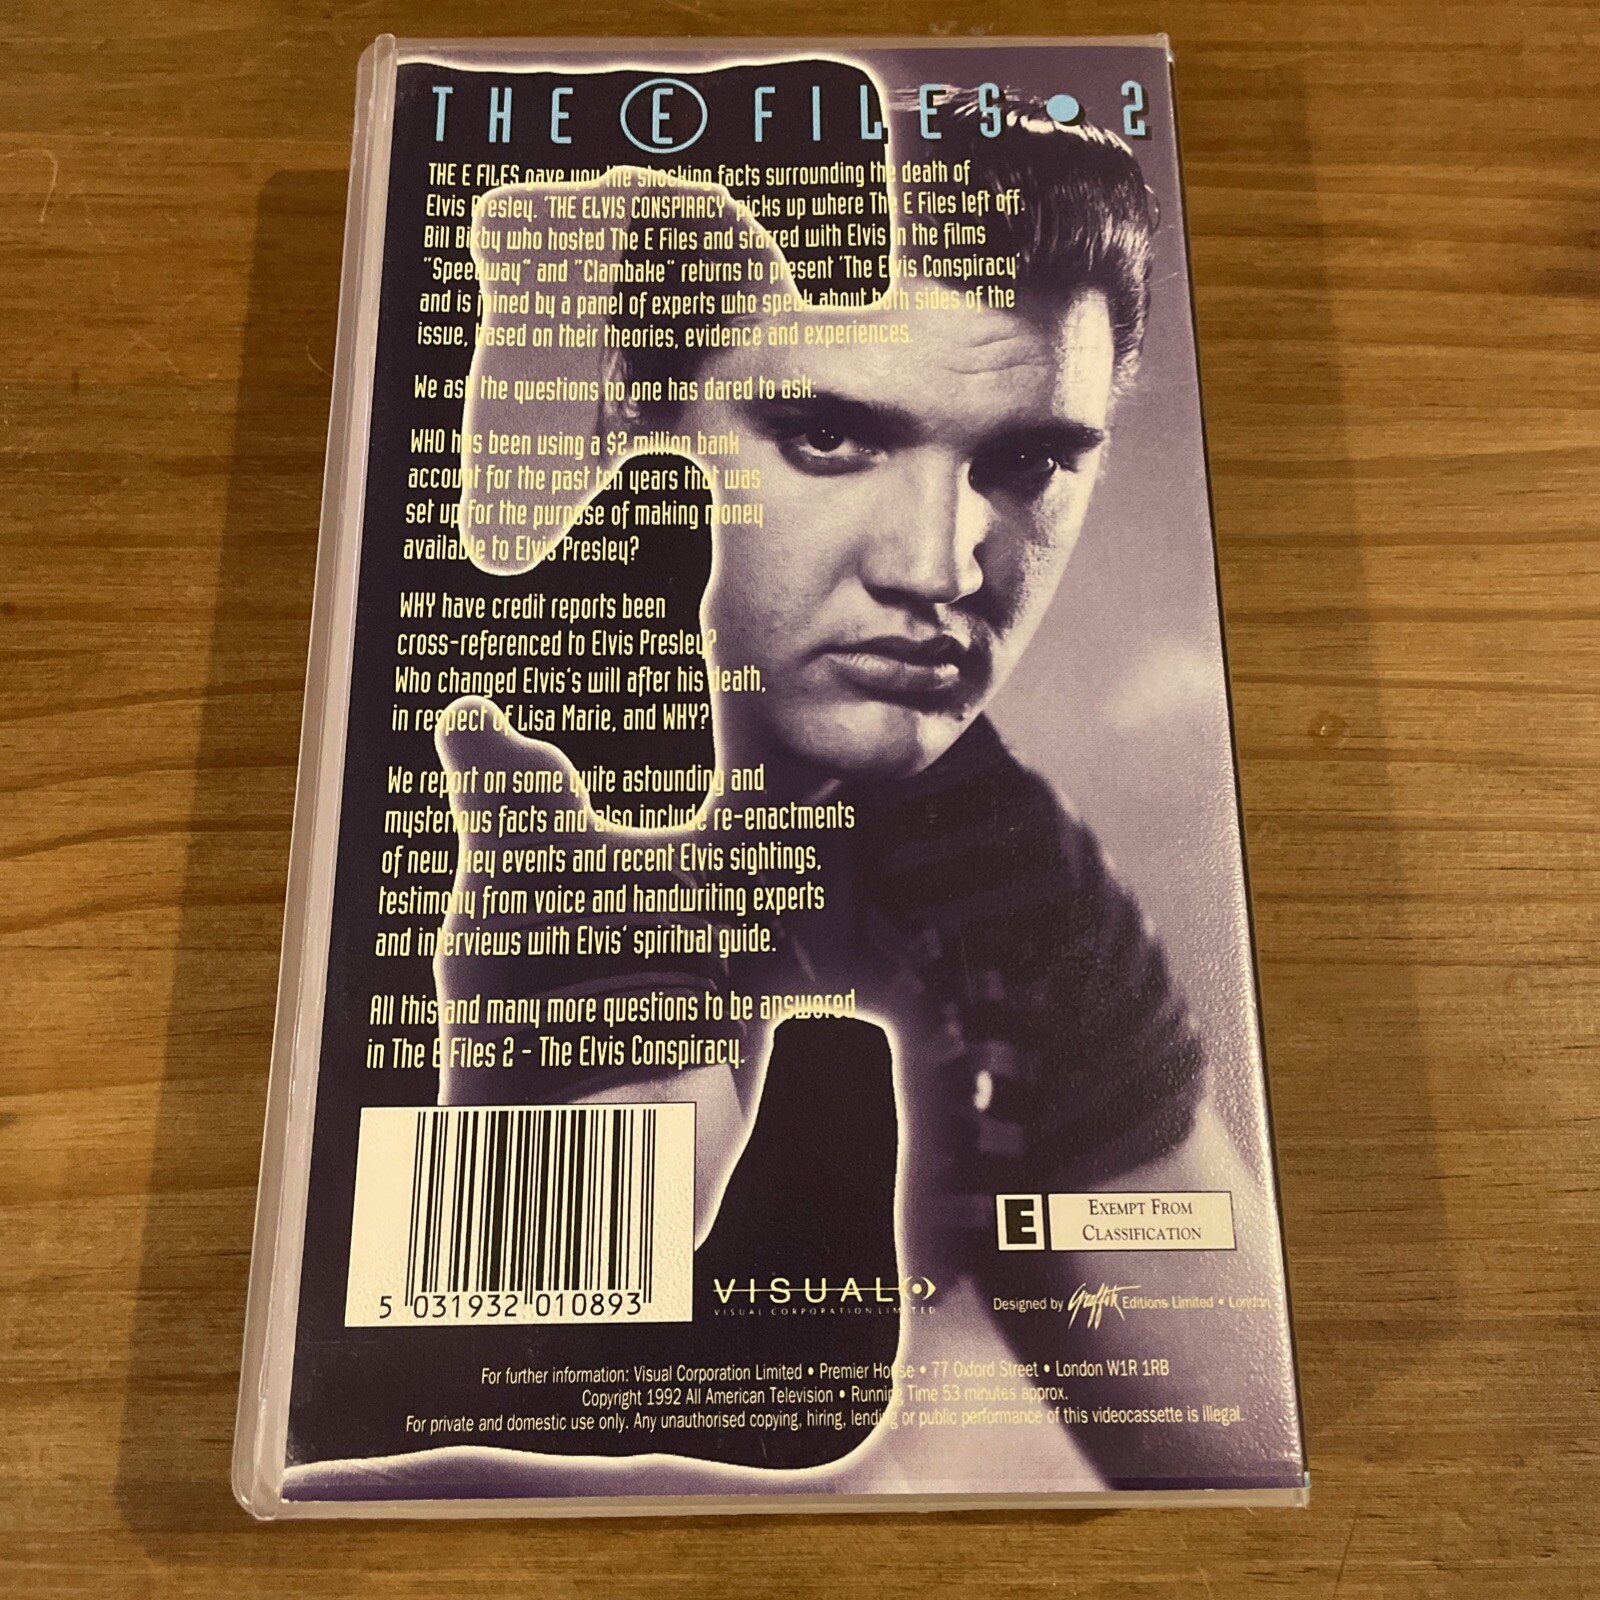 THE E FILES • 2
THE E FILES gave you the shocking facts surrounding the death of
Elvis Presley. 'THE ELVIS CONSPIRACY' picks up where The E Files left off.
Bill Bixby who hosted The E Files and starred with Elvis in the films
"Speedway" and "Clambake" returns to present 'The Elvis Conspiracy'
and is joined by a panel of experts who speak about both sides of the
issue, based on their theories, evidence and experiences.
We ask the questions no one has dared to ask:
WHO has been using a $2 million bank
account for the past ten years that was
set up for the purpose of making money
available to Elvis Presley?
WHY have credit reports been
cross-referenced to Elvis Presley?
Who changed Elvis's will after his death,
in respect of Lisa Marie, and WHY?
We report on some quite astounding and
mysterious facts and also include re-enactments
of new, key events and recent Elvis sightings,
testimony from voice and handwriting experts
and interviews with Elvis' spiritual guide.
All this and many more questions to be answered
in The E Files 2 - The Elvis Conspiracy.
5 031932 010893
VISUAL
VISUAL CORPORATION LIMITED
E EXEMPT FROM
CLASSIFICATION
Designed by Graffiti Editions Limited • London
For further information: Visual Corporation Limited • Premier House • 77 Oxford Street • London W1R 1RB
Copyright 1992 All American Television • Running Time 53 minutes approx.
For private and domestic use only. Any unauthorised copying, hiring, lending or public performance of this videocassette is illegal.